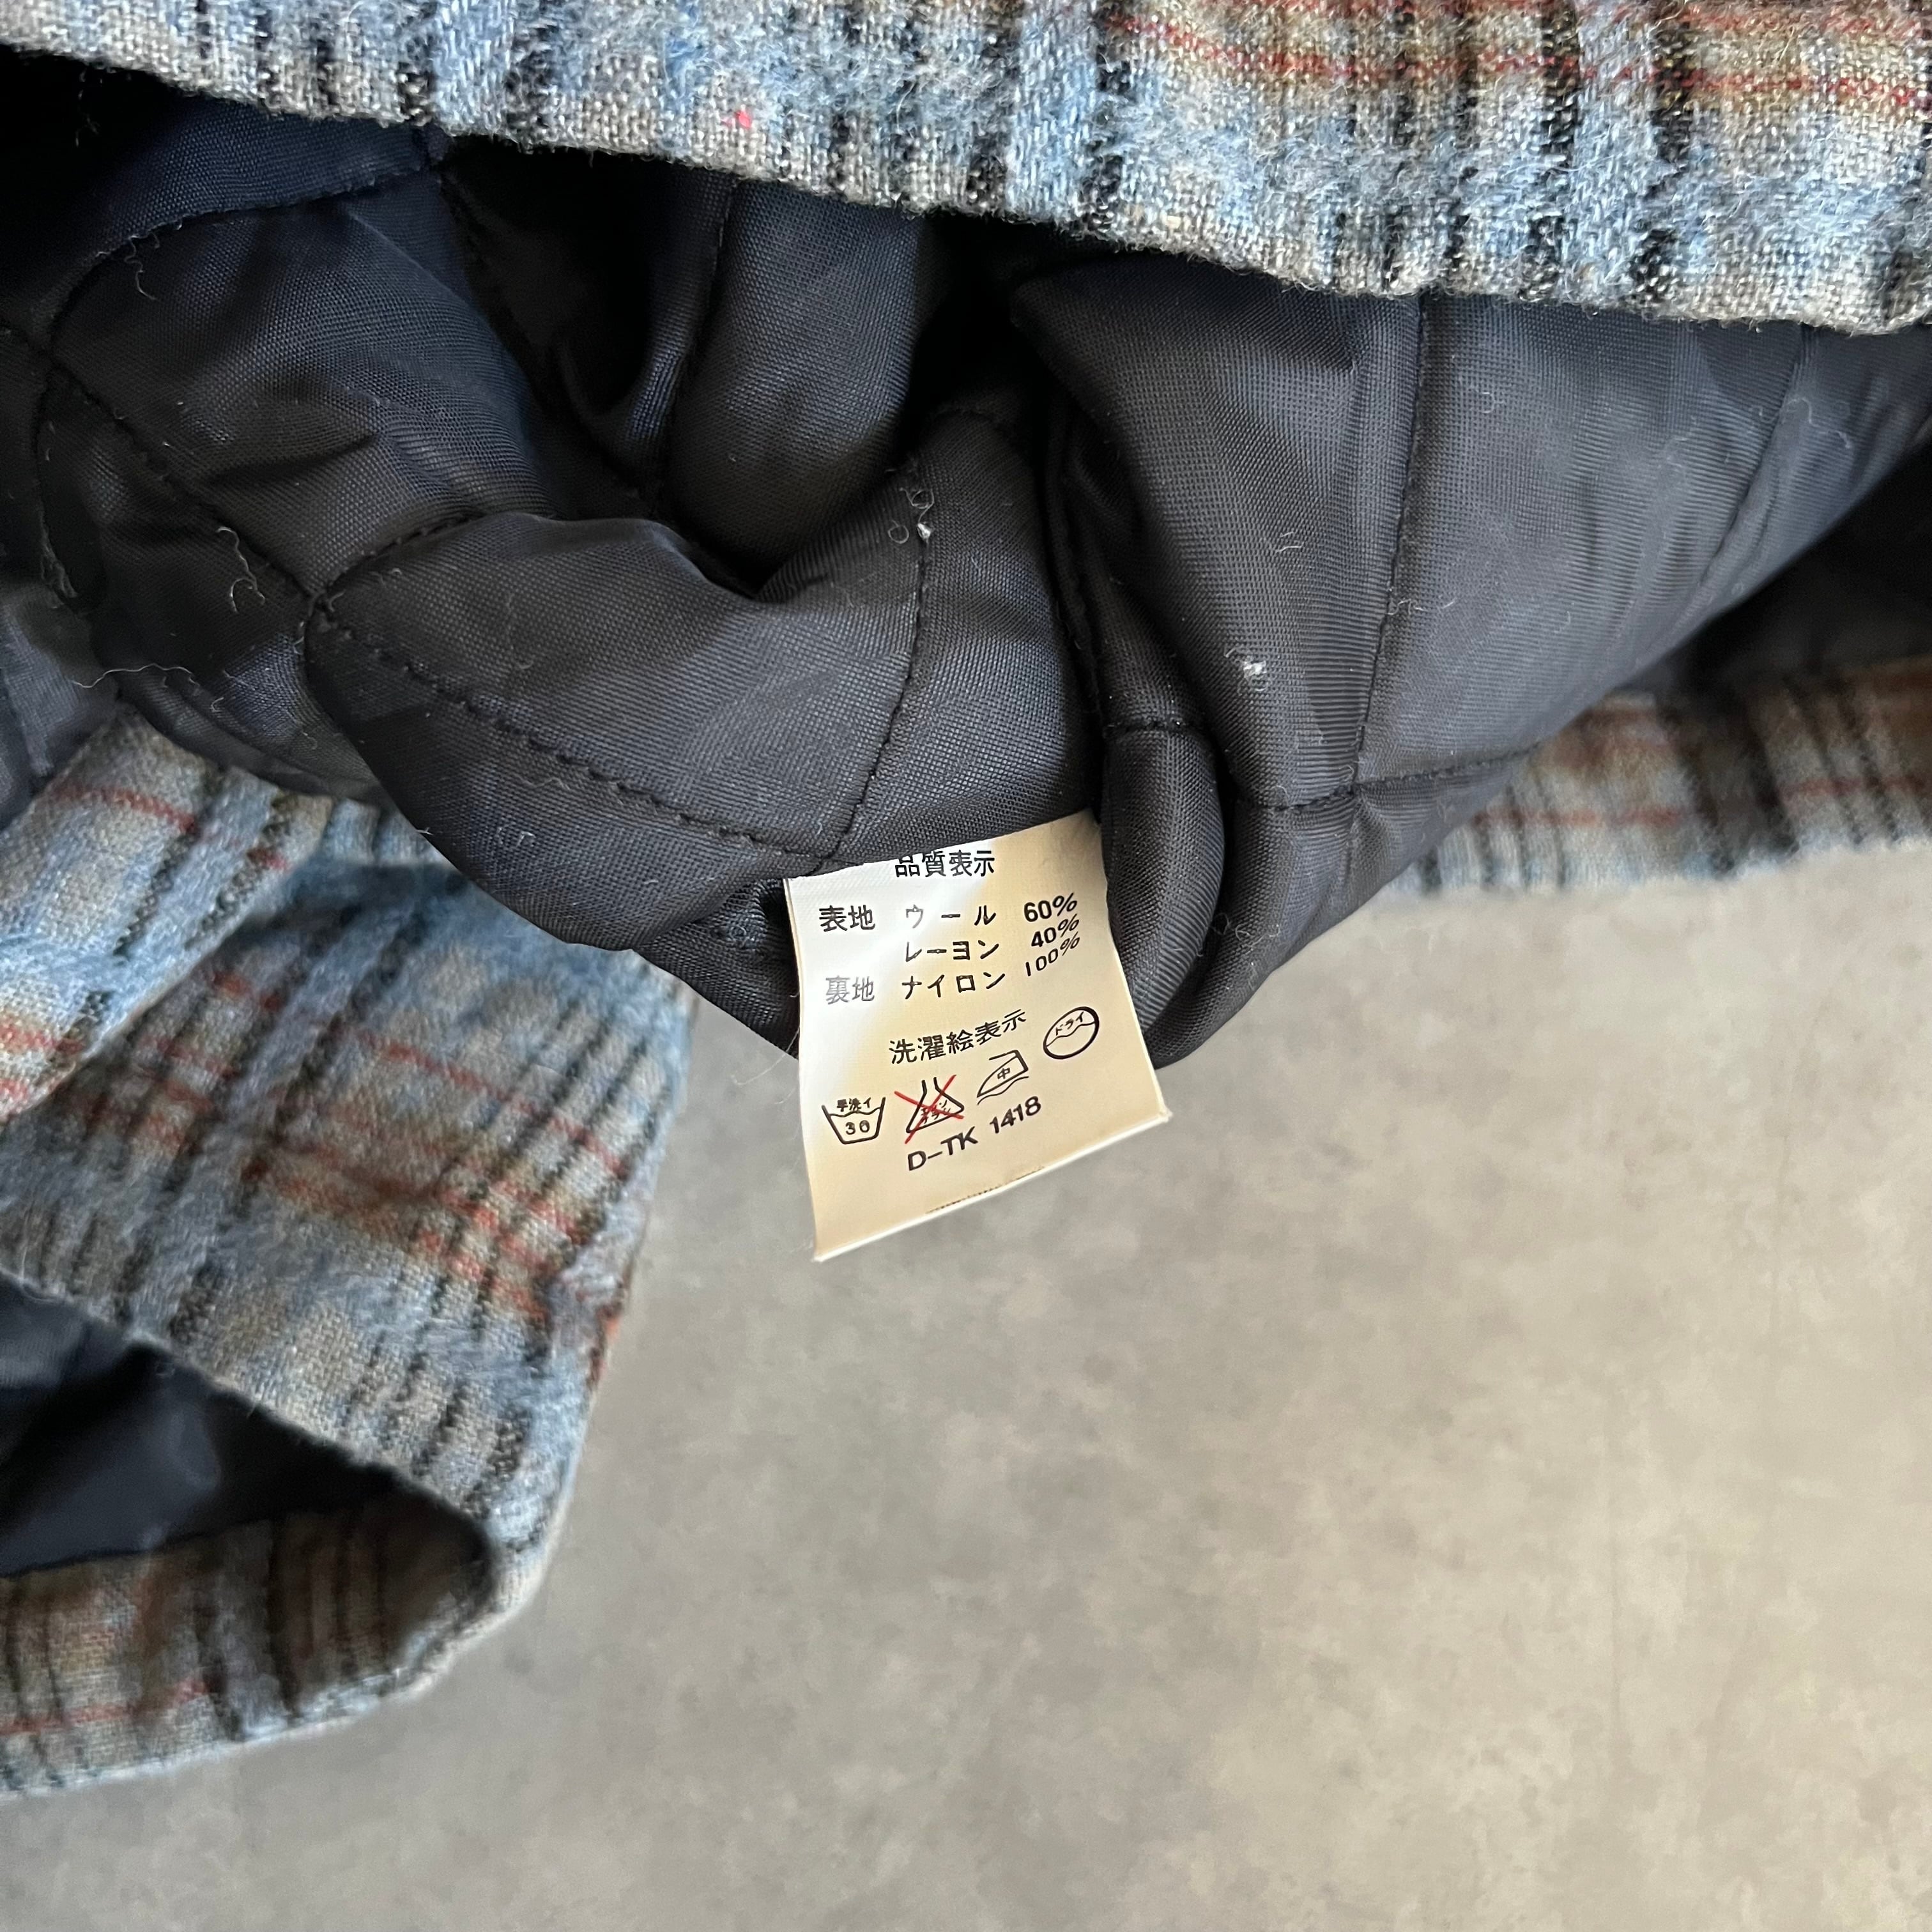 品質表示
表地 ウール 60%
レーヨン 40%
裏地 ナイロン 100%
洗濯絵表示
手洗イ 30 中 ドライ
D-TK 1418